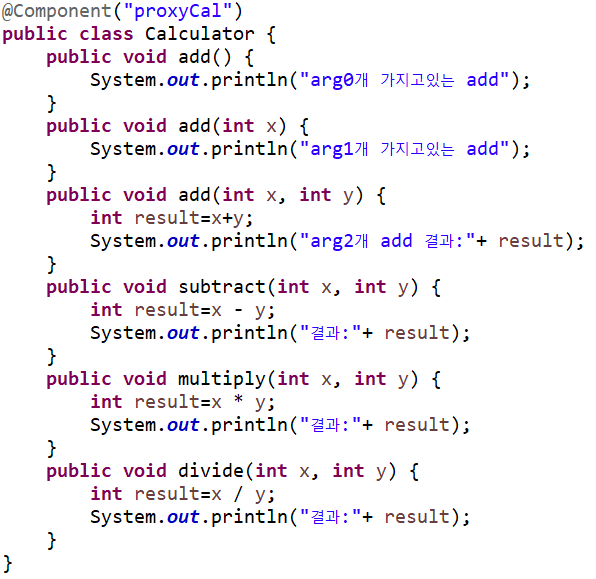 @Component("proxyCal")
public class Calculator {
    public void add() {
        System.out.println("arg0개 가지고있는 add");
    }
    public void add(int x) {
        System.out.println("arg1개 가지고있는 add");
    }
    public void add(int x, int y) {
        int result=x+y;
        System.out.println("arg2개 add 결과:"+ result);
    }
    public void subtract(int x, int y) {
        int result=x - y;
        System.out.println("결과:"+ result);
    }
    public void multiply(int x, int y) {
        int result=x * y;
        System.out.println("결과:"+ result);
    }
    public void divide(int x, int y) {
        int result=x / y;
        System.out.println("결과:"+ result);
    }
}